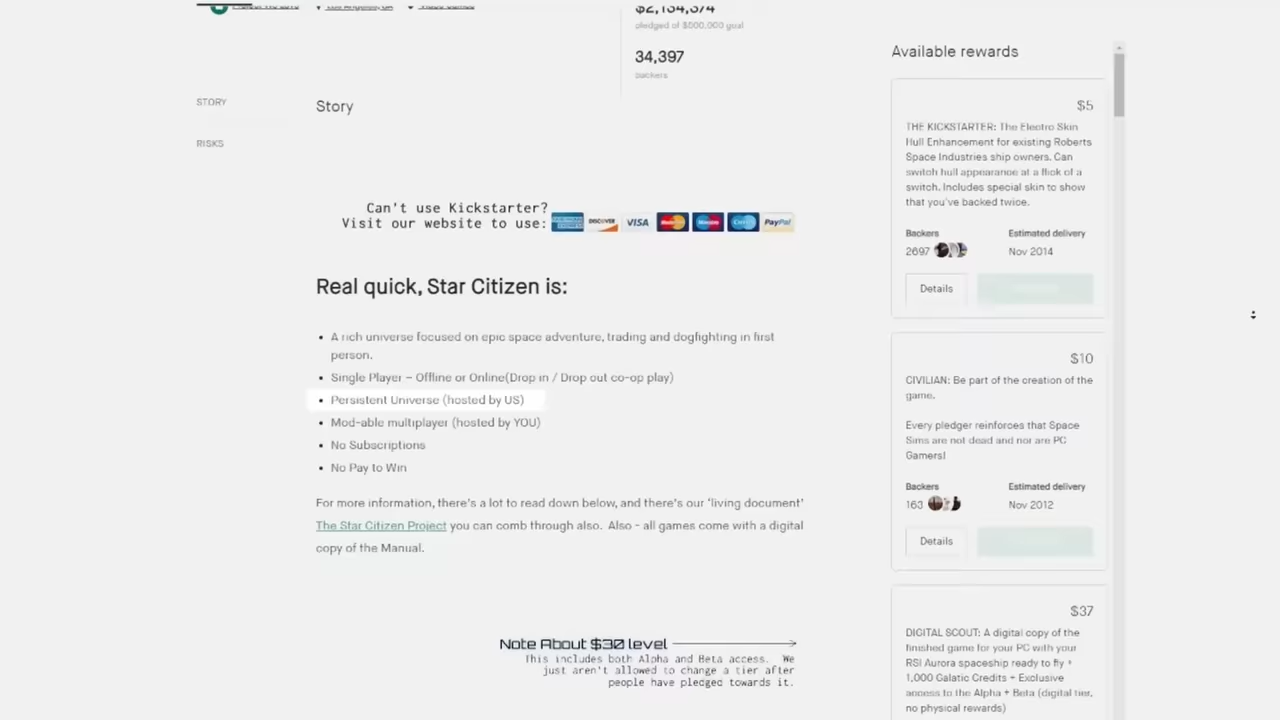 Los Angeles, CA
$2,134,374
pledged of $500,000 goal
34,397
backers
STORY
RISKS
Story
Can't use Kickstarter?
Visit our website to use:
DISCOVER
VISA
PayPal
Real quick, Star Citizen is:
• A rich universe focused on epic space adventure, trading and dogfighting in first
person.
• Single Player – Offline or Online(Drop in / Drop out co-op play)
• Persistent Universe (hosted by US)
• Mod-able multiplayer (hosted by YOU)
• No Subscriptions
• No Pay to Win
For more information, there's a lot to read down below, and there's our 'living document'
The Star Citizen Project you can comb through also. Also - all games come with a digital
copy of the Manual.
Note About $30 level
This includes both Alpha and Beta access. We
just aren't allowed to change a tier after
people have pledged towards it.
Available rewards
$5
THE KICKSTARTER: The Electro Skin
Hull Enhancement for existing Roberts
Space Industries ship owners. Can
switch hull appearance at a flick of a
switch. Includes special skin to show
that you've backed twice.
Backers Estimated delivery
2697 Nov 2014
Details
$10
CIVILIAN: Be part of the creation of the
game.
Every pledger reinforces that Space
Sims are not dead and nor are PC
Gamers!
Backers Estimated delivery
163 Nov 2012
Details
$37
DIGITAL SCOUT: A digital copy of the
finished game for your PC with your
RSI Aurora spaceship ready to fly +
1,000 Galatic Credits + Exclusive
access to the Alpha + Beta (digital tier,
no physical rewards)